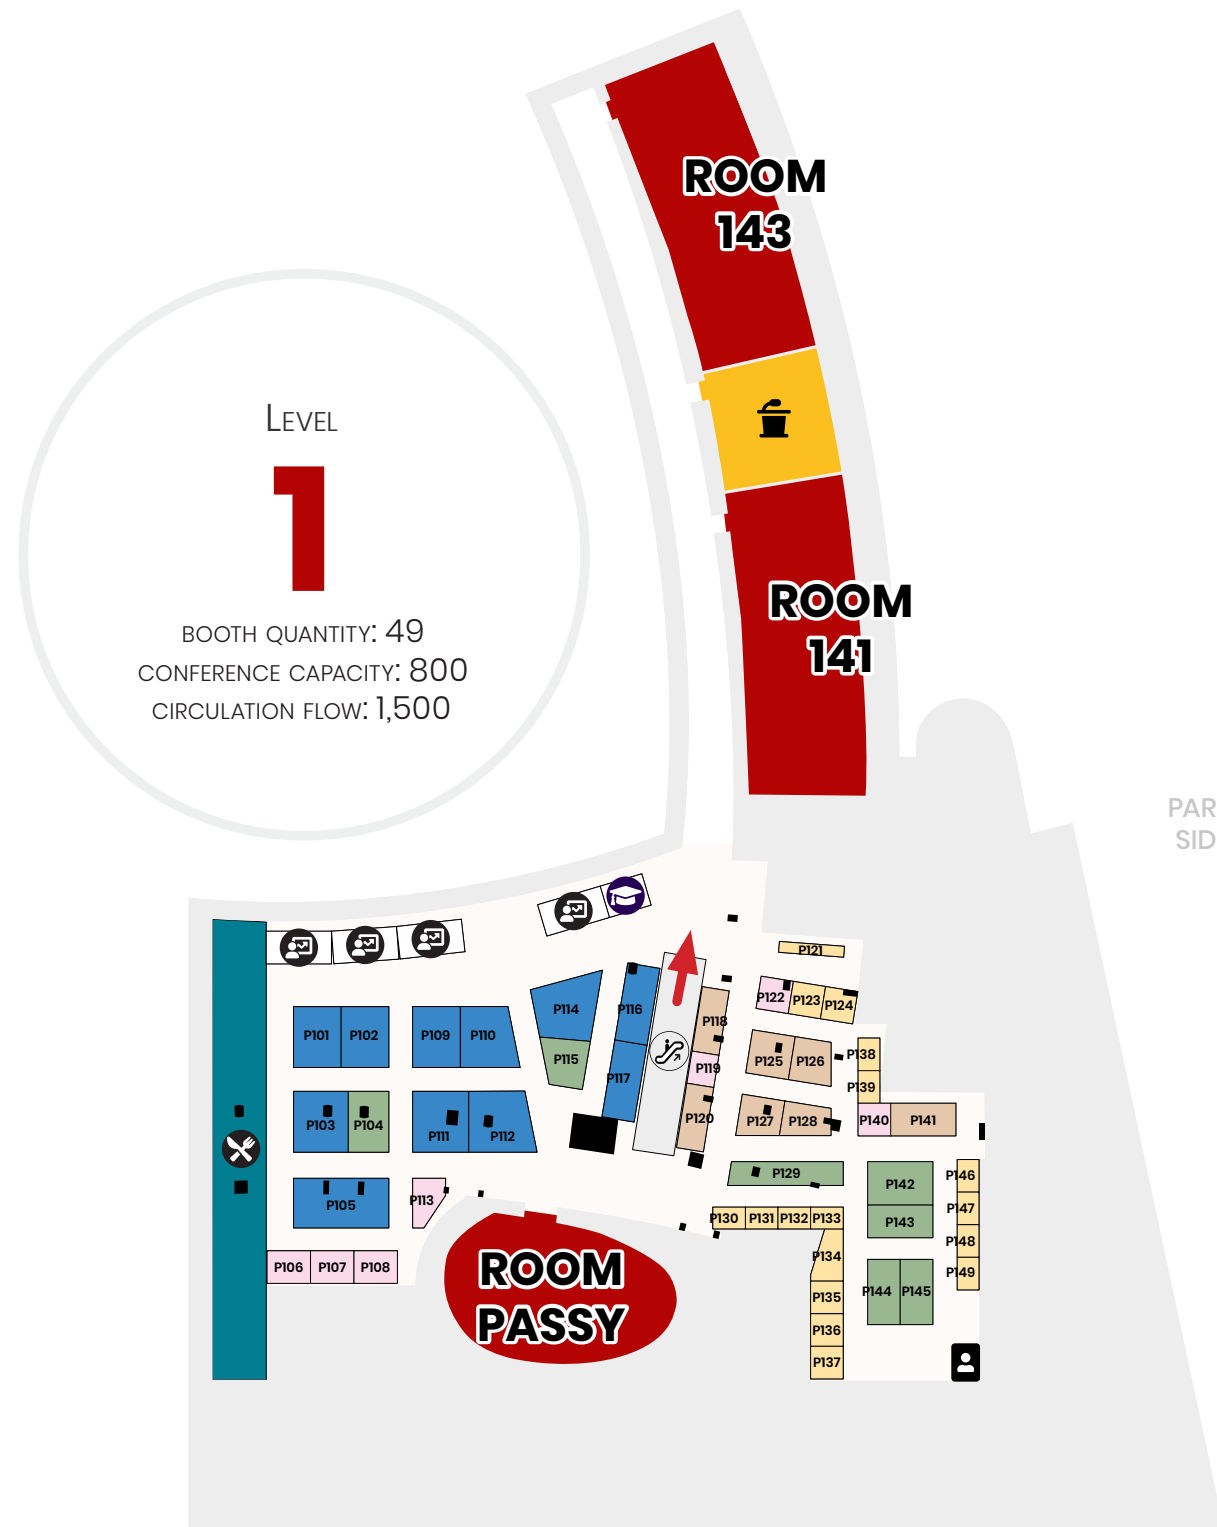 ROOM
143
LEVEL
1
BOOTH QUANTITY: 49
CONFERENCE CAPACITY: 800
CIRCULATION FLOW: 1,500
ROOM
141
PAR
SID
P121
P122 P123 P124
P114 P116 P118
P101 P102 P109 P110
P115 P117 P119 P125 P126 P138
P139
P103 P104 P111 P112 P120 P127 P128 P140 P141
P129 P142 P146
P105 P113 P143 P147
P130 P131 P132 P133
P148
P106 P107 P108 P134 P149
P144 P145
P135
P136
P137
ROOM
PASSY